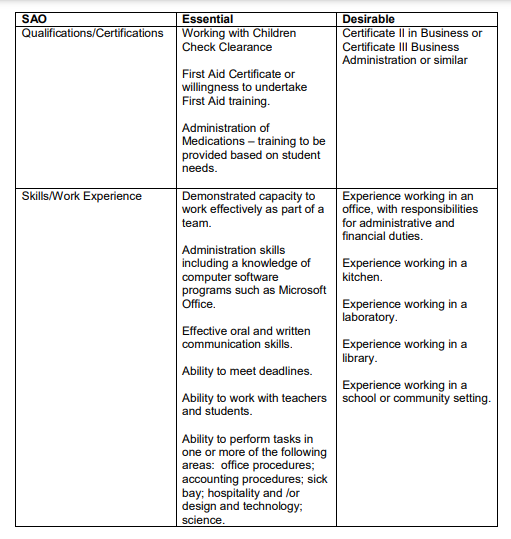 SAO Essential Desirable
Qualifications/Certifications
Working with Children
Check Clearance
First Aid Certificate or
willingness to undertake
First Aid training.
Administration of
Medications – training to be
provided based on student
needs.
Certificate II in Business or
Certificate III Business
Administration or similar
Skills/Work Experience
Demonstrated capacity to
work effectively as part of a
team.
Administration skills
including a knowledge of
computer software
programs such as Microsoft
Office.
Effective oral and written
communication skills.
Ability to meet deadlines.
Ability to work with teachers
and students.
Ability to perform tasks in
one or more of the following
areas:  office procedures;
accounting procedures; sick
bay; hospitality and /or
design and technology;
science.
Experience working in an
office, with responsibilities
for administrative and
financial duties.
Experience working in a
kitchen.
Experience working in a
laboratory.
Experience working in a
library.
Experience working in a
school or community setting.